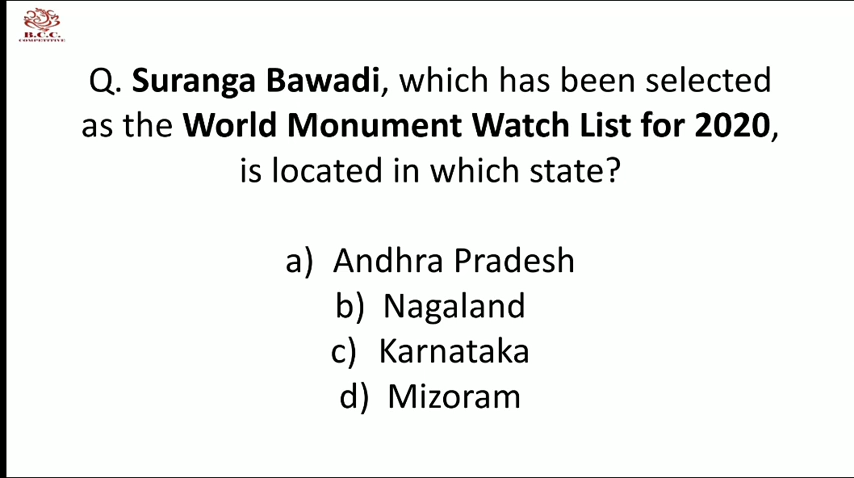 B.C.C.
COMPETITIVE
Q. Suranga Bawadi, which has been selected
as the World Monument Watch List for 2020,
is located in which state?
a) Andhra Pradesh
b) Nagaland
c) Karnataka
d) Mizoram